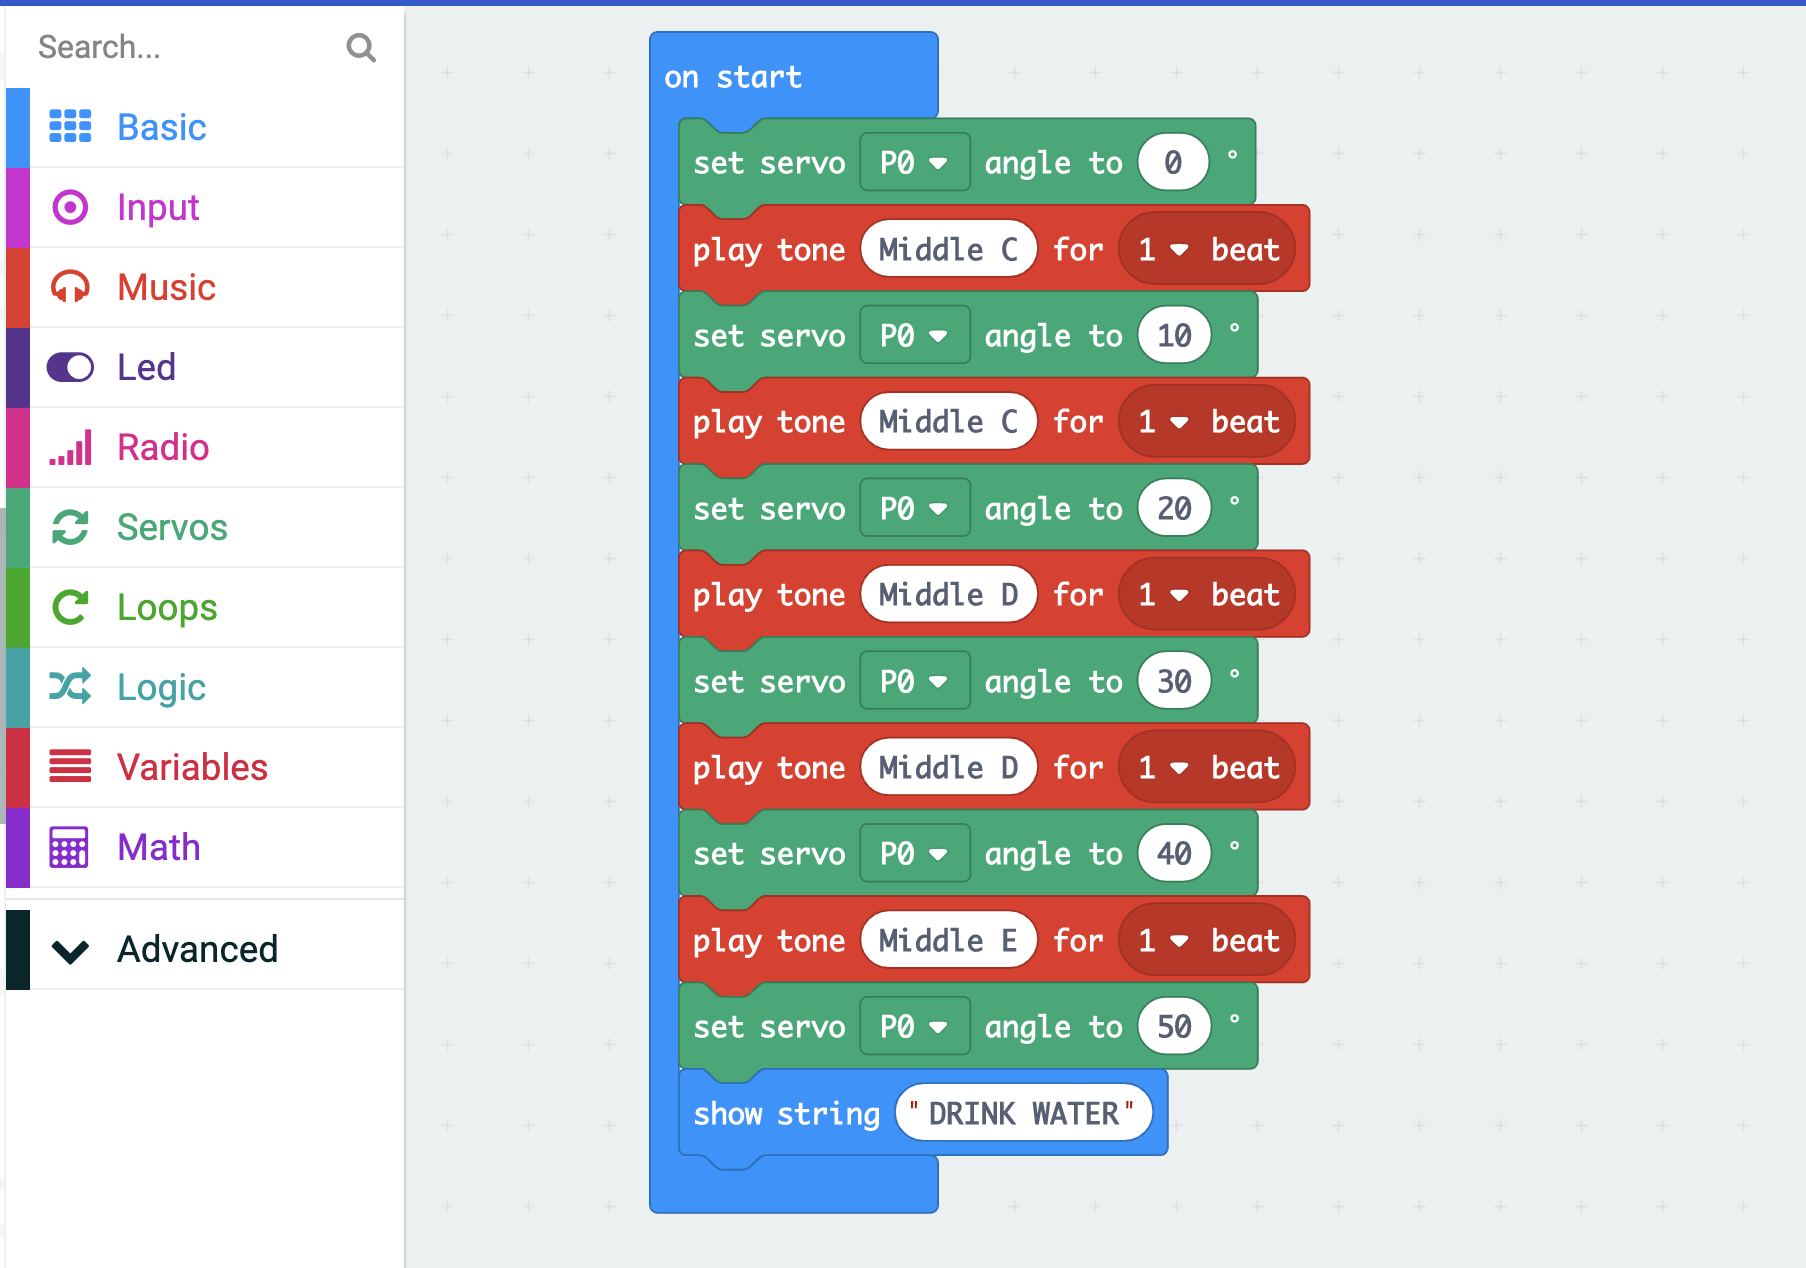 Search...
Basic
Input
Music
Led
Radio
Servos
Loops
Logic
Variables
Math
Advanced
on start
set servo P0 angle to 0 °
play tone Middle C for 1 beat
set servo P0 angle to 10 °
play tone Middle C for 1 beat
set servo P0 angle to 20 °
play tone Middle D for 1 beat
set servo P0 angle to 30 °
play tone Middle D for 1 beat
set servo P0 angle to 40 °
play tone Middle E for 1 beat
set servo P0 angle to 50 °
show string "DRINK WATER"